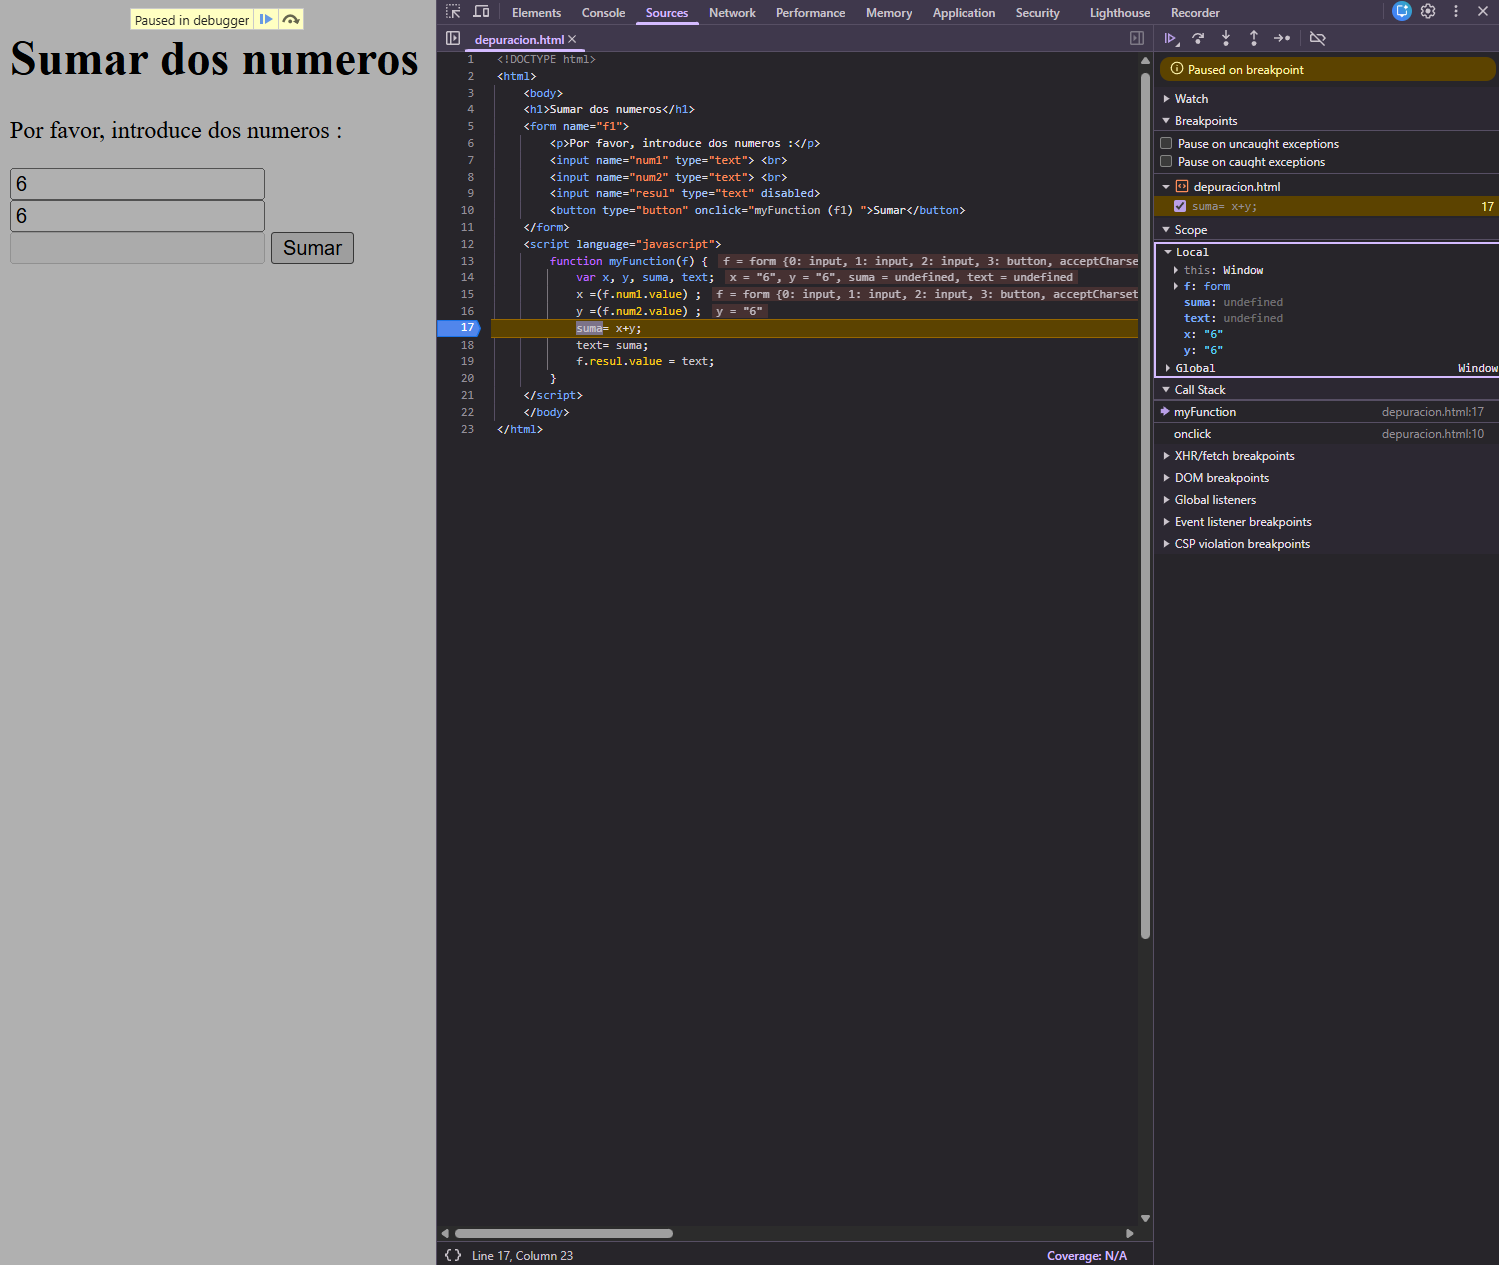 Paused in debugger
Sumar dos numeros
Por favor, introduce dos numeros :
6
6
Sumar
Elements Console Sources Network Performance Memory Application Security Lighthouse Recorder
depuracion.html
1 <!DOCTYPE html>
2 <html>
3 <body>
4 <h1>Sumar dos numeros</h1>
5 <form name="f1">
6 <p>Por favor, introduce dos numeros :</p>
7 <input name="num1" type="text"> <br>
8 <input name="num2" type="text"> <br>
9 <input name="resul" type="text" disabled>
10 <button type="button" onclick="myFunction (f1) ">Sumar</button>
11 </form>
12 <script language="javascript">
13 function myFunction(f) { f = form {0: input, 1: input, 2: input, 3: button, acceptCharset
14 var x, y, suma, text; x = "6", y = "6", suma = undefined, text = undefined
15 x =(f.num1.value) ; f = form {0: input, 1: input, 2: input, 3: button, acceptCharset
16 y =(f.num2.value) ; y = "6"
17 suma= x+y;
18 text= suma;
19 f.resul.value = text;
20 }
21 </script>
22 </body>
23 </html>
{} Line 17, Column 23 Coverage: N/A
Paused on breakpoint
Watch
Breakpoints
Pause on uncaught exceptions
Pause on caught exceptions
depuracion.html
suma= x+y; 17
Scope
Local
this: Window
f: form
suma: undefined
text: undefined
x: "6"
y: "6"
Global Window
Call Stack
myFunction depuracion.html:17
onclick depuracion.html:10
XHR/fetch breakpoints
DOM breakpoints
Global listeners
Event listener breakpoints
CSP violation breakpoints